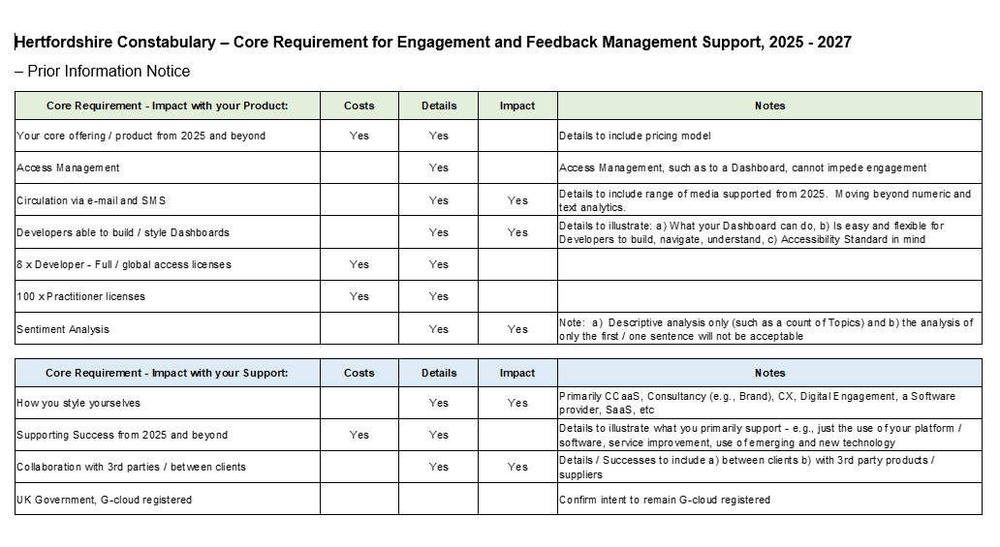 Hertfordshire Constabulary – Core Requirement for Engagement and Feedback Management Support, 2025 - 2027
– Prior Information Notice
Core Requirement - Impact with your Product: Costs Details Impact Notes
Your core offering / product from 2025 and beyond Yes Yes Details to include pricing model
Access Management Yes Access Management, such as to a Dashboard, cannot impede engagement
Circulation via e-mail and SMS Yes Yes Details to include range of media supported from 2025. Moving beyond numeric and
text analytics.
Developers able to build / style Dashboards Yes Yes Details to illustrate: a) What your Dashboard can do, b) Is easy and flexible for
Developers to build, navigate, understand, c) Accessibility Standard in mind
8 x Developer - Full / global access licenses Yes Yes
100 x Practitioner licenses Yes Yes
Sentiment Analysis Yes Yes Note: a) Descriptive analysis only (such as a count of Topics) and b) the analysis of
only the first / one sentence will not be acceptable
Core Requirement - Impact with your Support: Costs Details Impact Notes
How you style yourselves Yes Yes Primarily CCaaS, Consultancy (e.g., Brand), CX, Digital Engagement, a Software
provider, SaaS, etc
Supporting Success from 2025 and beyond Yes Yes Details to illustrate what you primarily support - e.g., just the use of your platform /
software, service improvement, use of emerging and new technology
Collaboration with 3rd parties / between clients Yes Yes Details / Successes to include a) between clients b) with 3rd party products /
suppliers
UK Government, G-cloud registered Confirm intent to remain G-cloud registered